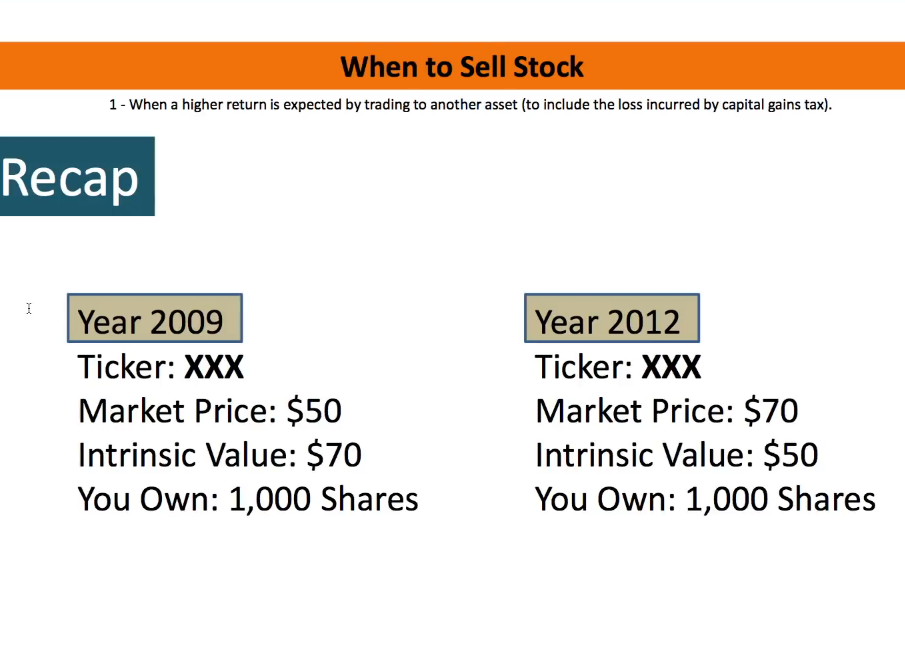 When to Sell Stock
1 - When a higher return is expected by trading to another asset (to include the loss incurred by capital gains tax).
Recap
Year 2009
Ticker: XXX
Market Price: $50
Intrinsic Value: $70
You Own: 1,000 Shares
Year 2012
Ticker: XXX
Market Price: $70
Intrinsic Value: $50
You Own: 1,000 Shares